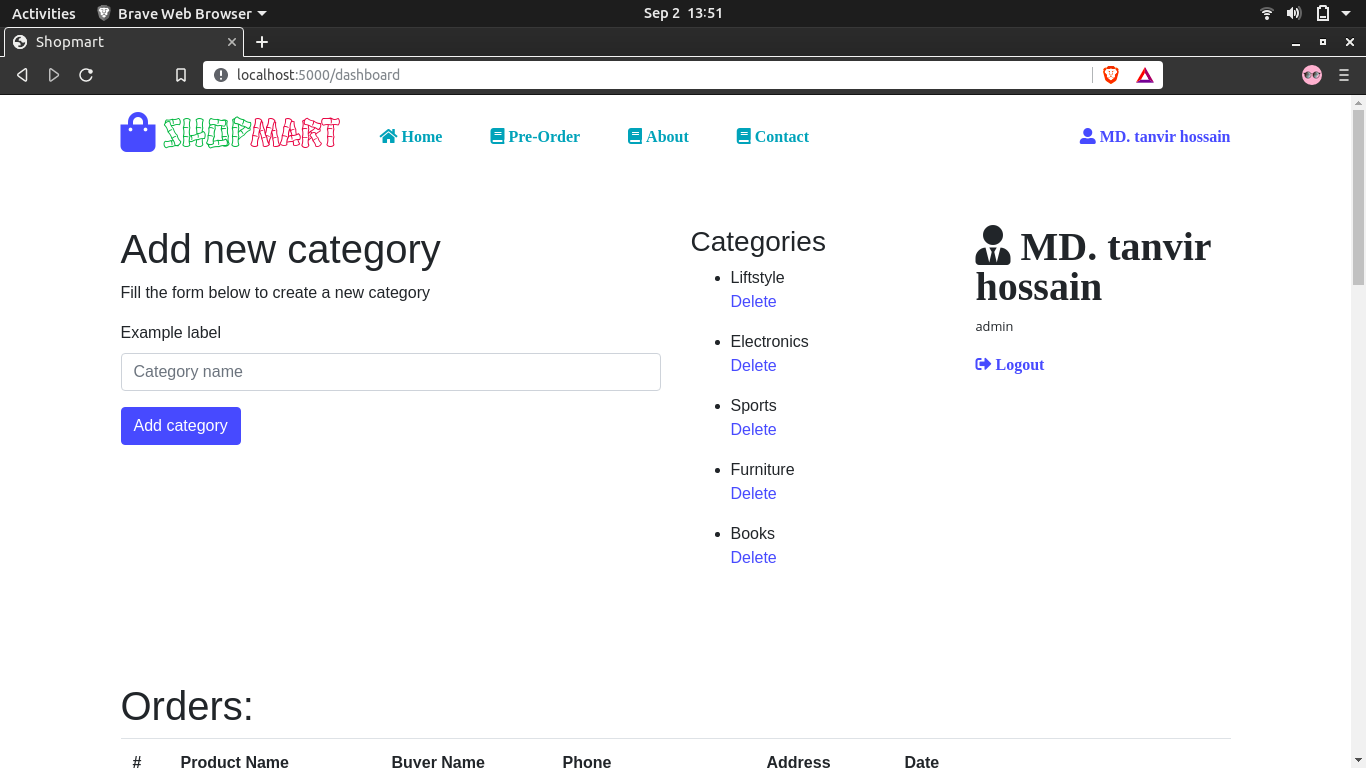 Activities Brave Web Browser Sep 2 13:51
Shopmart
localhost:5000/dashboard
SHOPMART Home Pre-Order About Contact MD. tanvir hossain
Add new category
Fill the form below to create a new category
Example label
Category name
Add category
Categories
Liftstyle
Delete
Electronics
Delete
Sports
Delete
Furniture
Delete
Books
Delete
MD. tanvir
hossain
admin
Logout
Orders:
# Product Name Buyer Name Phone Address Date